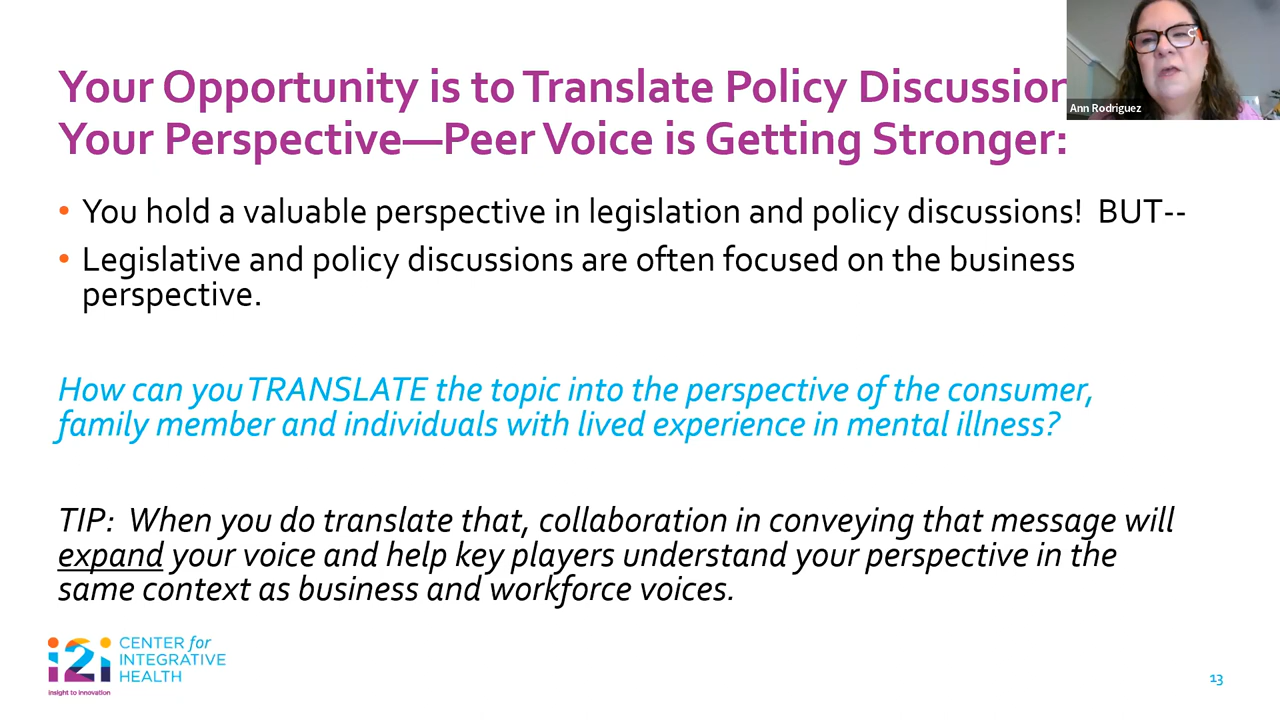 Your Opportunity is to Translate Policy Discussion
Your Perspective—Peer Voice is Getting Stronger:
Ann Rodriguez
• You hold a valuable perspective in legislation and policy discussions!  BUT--
• Legislative and policy discussions are often focused on the business
perspective.
How can you TRANSLATE the topic into the perspective of the consumer,
family member and individuals with lived experience in mental illness?
TIP:  When you do translate that, collaboration in conveying that message will
expand your voice and help key players understand your perspective in the
same context as business and workforce voices.
i2i
Insight to Innovation
CENTER for
INTEGRATIVE
HEALTH
13